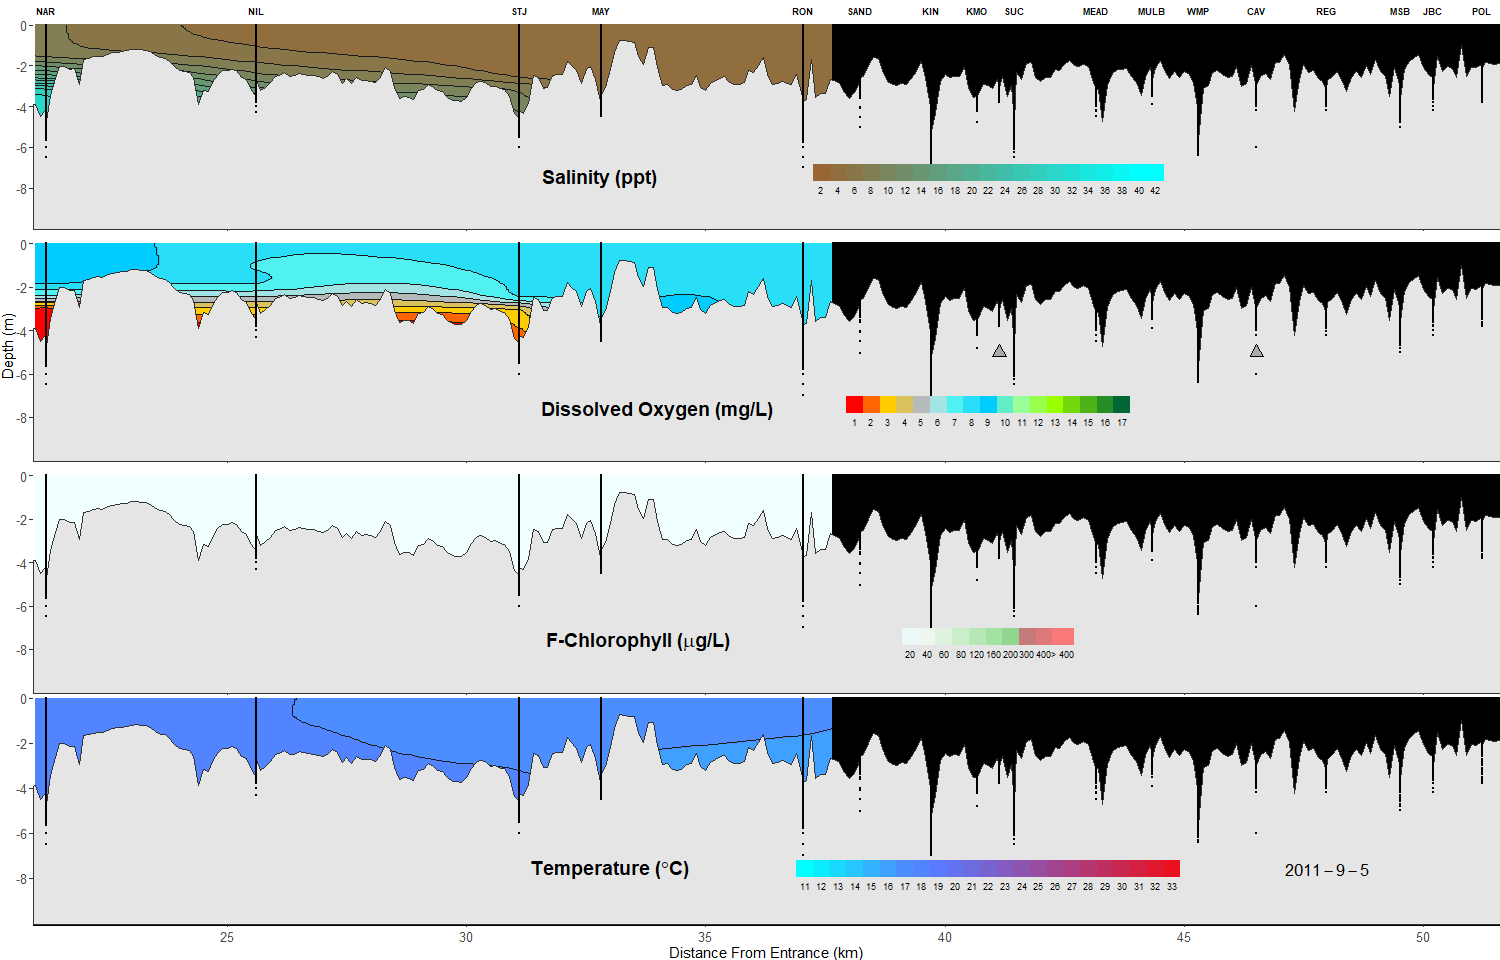 NAR NIL STJ MAY RON SAND KIN KMO SUC MEAD MULB WMP CAV REG MSB JBC POL
0
-2
-4
-6
-8
Salinity (ppt)
2 4 6 8 10 12 14 16 18 20 22 24 26 28 30 32 34 36 38 40 42
Depth (m)
0
-2
-4
-6
-8
Dissolved Oxygen (mg/L)
1 2 3 4 5 6 7 8 9 10 11 12 13 14 15 16 17
0
-2
-4
-6
-8
F-Chlorophyll (µg/L)
20 40 60 80 120 160 200 300 400> 400
0
-2
-4
-6
-8
Temperature (°C)
11 12 13 14 15 16 17 18 19 20 21 22 23 24 25 26 27 28 29 30 31 32 33
2011 – 9 – 5
25 30 35 40 45 50
Distance From Entrance (km)